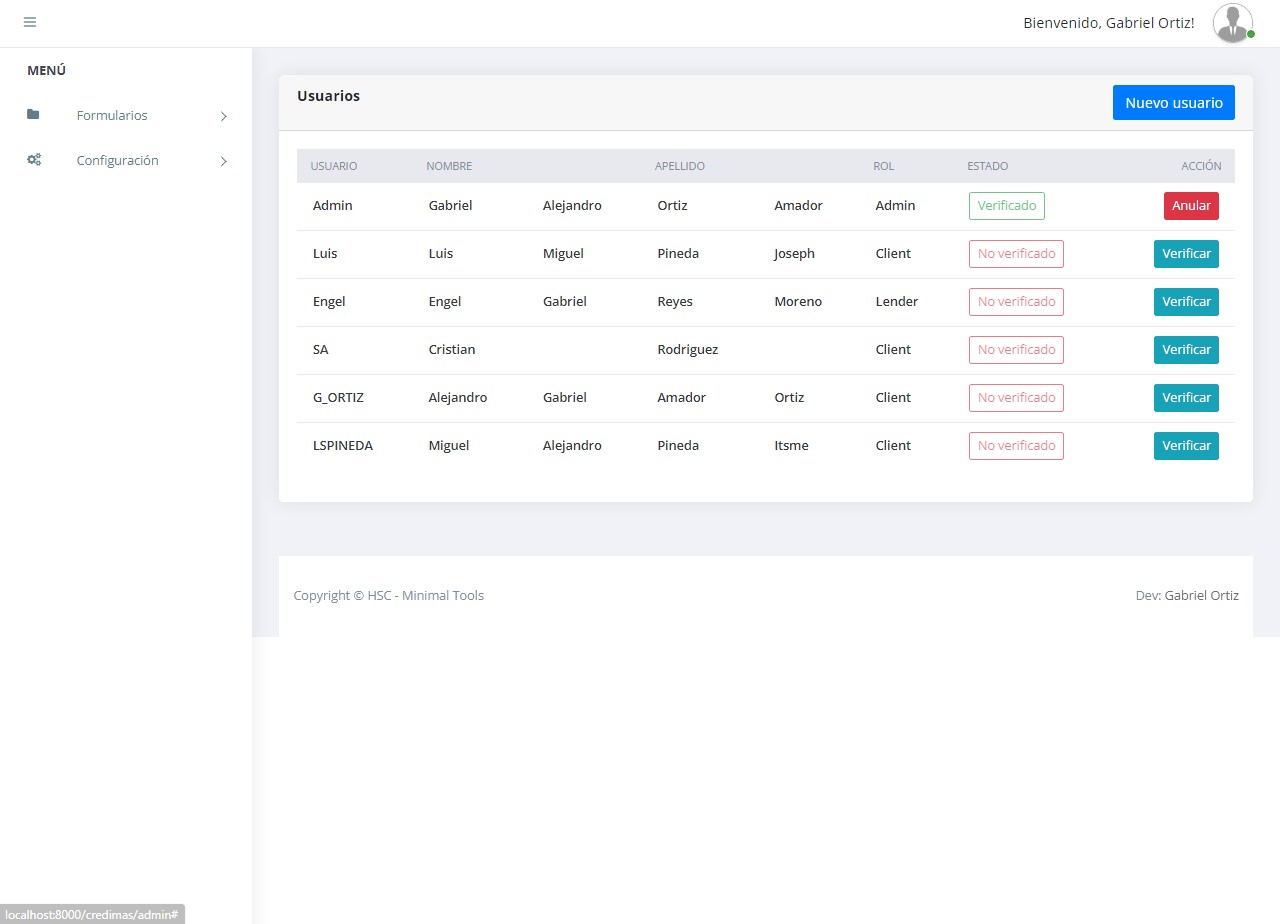 Bienvenido, Gabriel Ortiz!
MENÚ
Formularios
Configuración
Usuarios
Nuevo usuario
USUARIO NOMBRE APELLIDO ROL ESTADO ACCIÓN
Admin Gabriel Alejandro Ortiz Amador Admin Verificado Anular
Luis Luis Miguel Pineda Joseph Client No verificado Verificar
Engel Engel Gabriel Reyes Moreno Lender No verificado Verificar
SA Cristian Rodriguez Client No verificado Verificar
G_ORTIZ Alejandro Gabriel Amador Ortiz Client No verificado Verificar
LSPINEDA Miguel Alejandro Pineda Itsme Client No verificado Verificar
Copyright © HSC - Minimal Tools
Dev: Gabriel Ortiz
localhost:8000/credimas/admin#